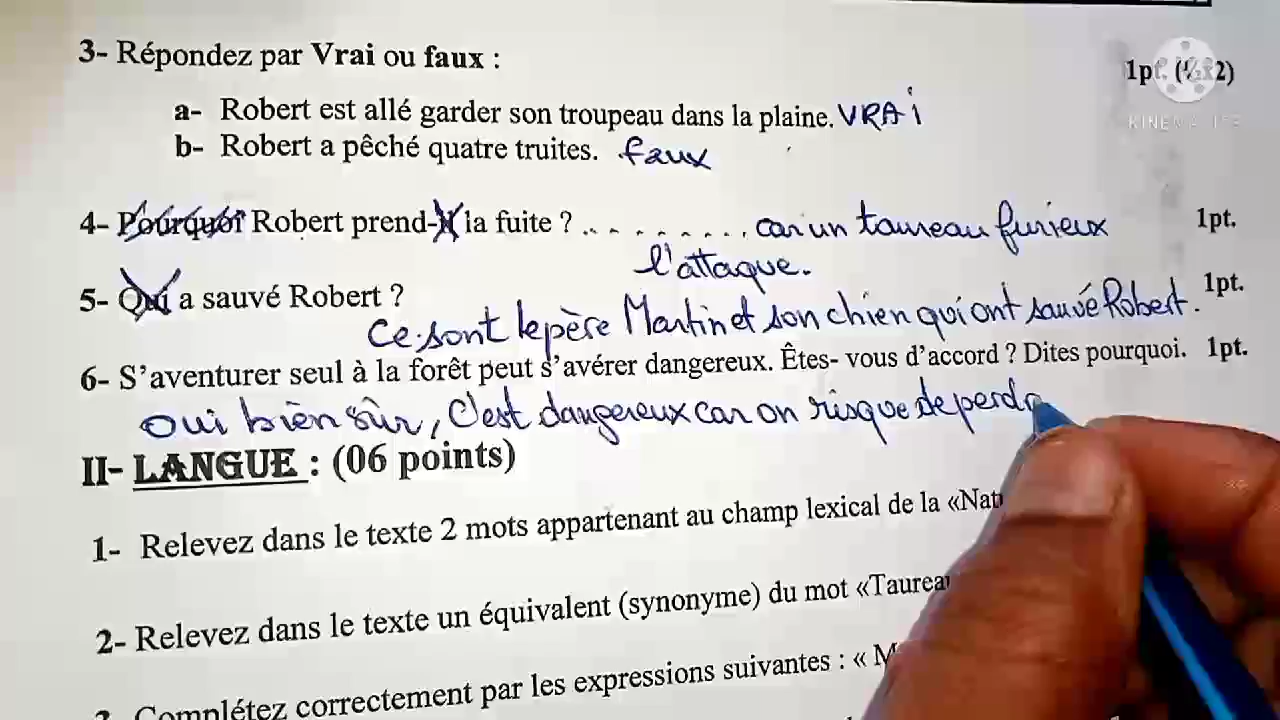 3- Répondez par Vrai ou faux :
1pt. (½x2)
a- Robert est allé garder son troupeau dans la plaine. VRAi
b- Robert a pêché quatre truites. faux
4- Pourquoi Robert prend-il la fuite ? .. . . . . . . . car un taureau furieux 1pt.
l'attaque.
5- Qui a sauvé Robert ? 1pt.
Ce sont le père Martin et son chien qui ont sauvé Robert.
6- S'aventurer seul à la forêt peut s'avérer dangereux. Êtes- vous d'accord ? Dites pourquoi. 1pt.
oui bien sûr, C'est dangereux car on risque de perd
II- LANGUE : (06 points)
1- Relevez dans le texte 2 mots appartenant au champ lexical de la «Nat
2- Relevez dans le texte un équivalent (synonyme) du mot «Taureau
3- Complétez correctement par les expressions suivantes : « M